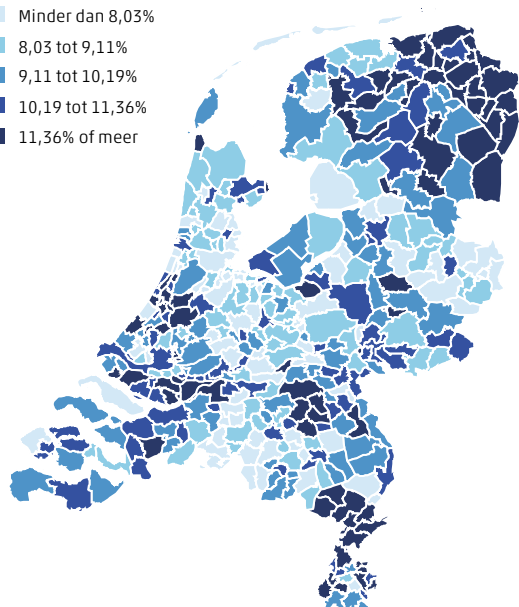 Minder dan 8,03%
8,03 tot 9,11%
9,11 tot 10,19%
10,19 tot 11,36%
11,36% of meer